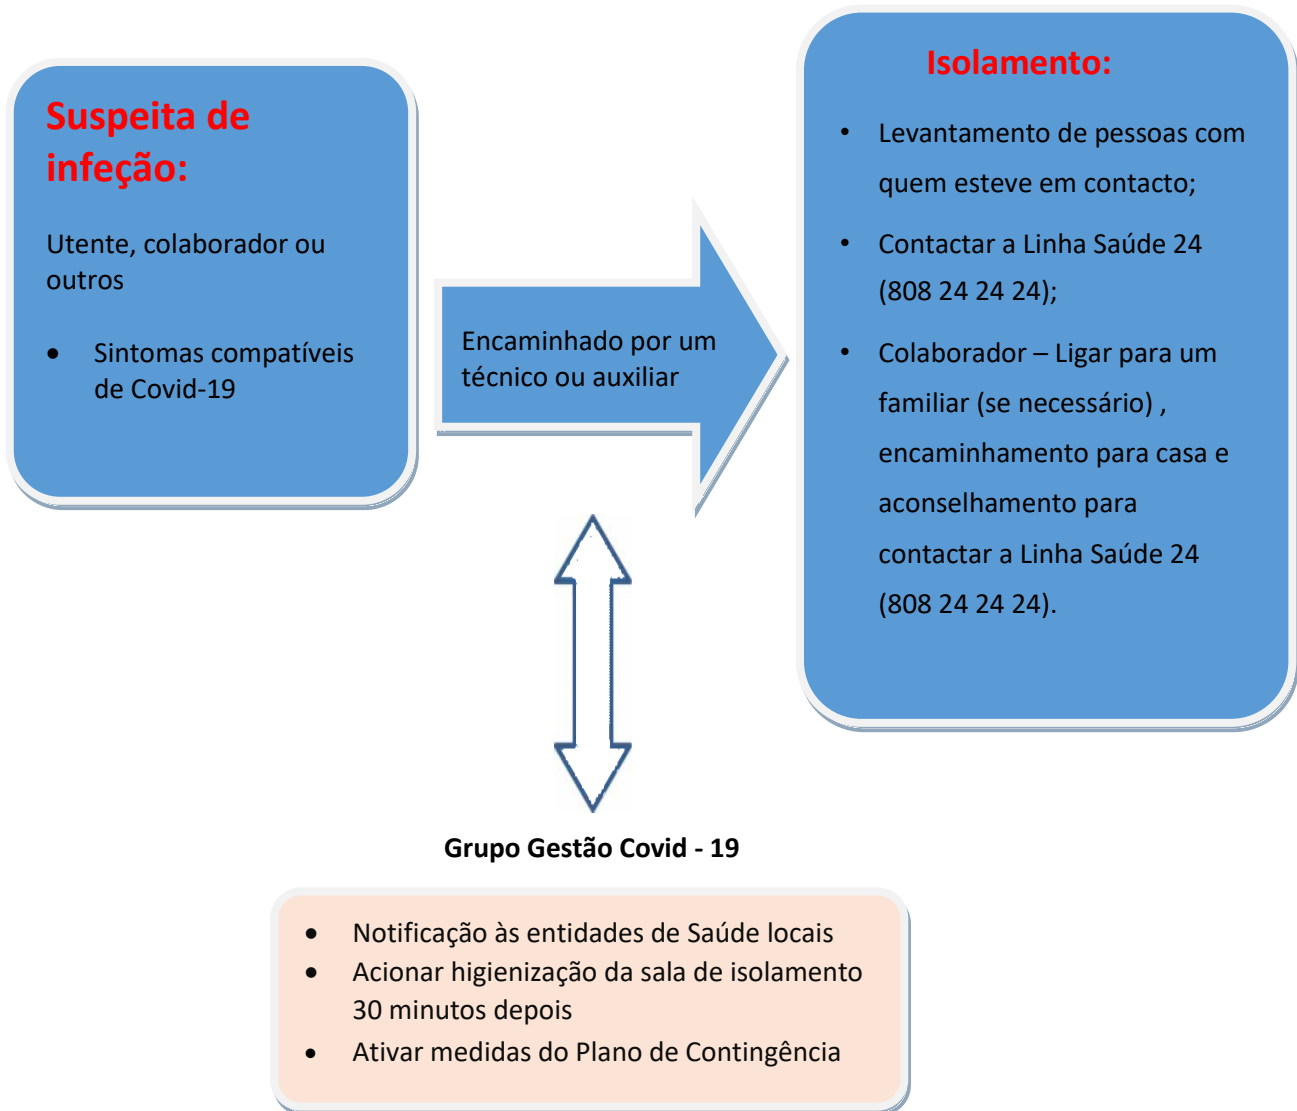 Suspeita de
infeção:
Utente, colaborador ou
outros
• Sintomas compatíveis
de Covid-19
Encaminhado por um
técnico ou auxiliar
Isolamento:
• Levantamento de pessoas com
quem esteve em contacto;
• Contactar a Linha Saúde 24
(808 24 24 24);
• Colaborador – Ligar para um
familiar (se necessário) ,
encaminhamento para casa e
aconselhamento para
contactar a Linha Saúde 24
(808 24 24 24).
Grupo Gestão Covid - 19
• Notificação às entidades de Saúde locais
• Acionar higienização da sala de isolamento
30 minutos depois
• Ativar medidas do Plano de Contingência